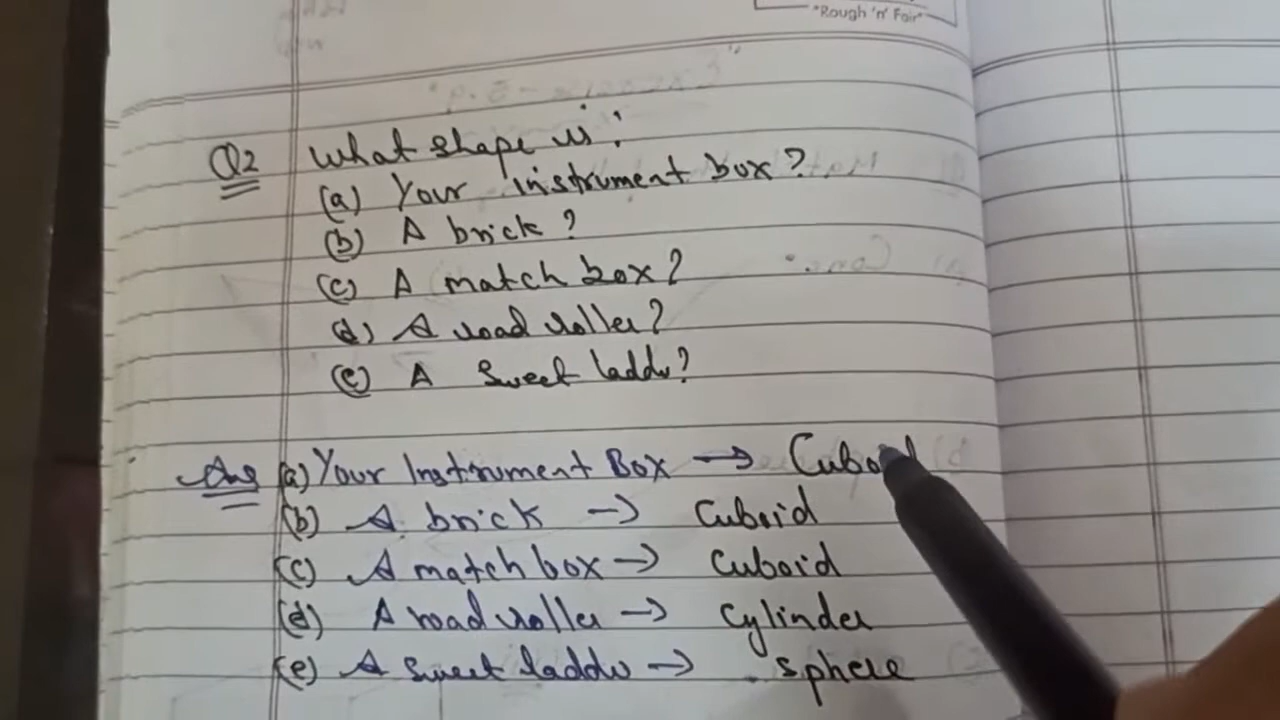 "Rough 'n' Fair"
Q2 What shape is:
(a) Your instrument box?
(b) A brick?
(c) A match box?
(d) A road roller?
(e) A sweet laddu?
Ans (a) Your Instrument Box → Cuboid
(b) A brick → Cuboid
(c) A match box → Cuboid
(d) A road roller → Cylinder
(e) A sweet laddu → sphere